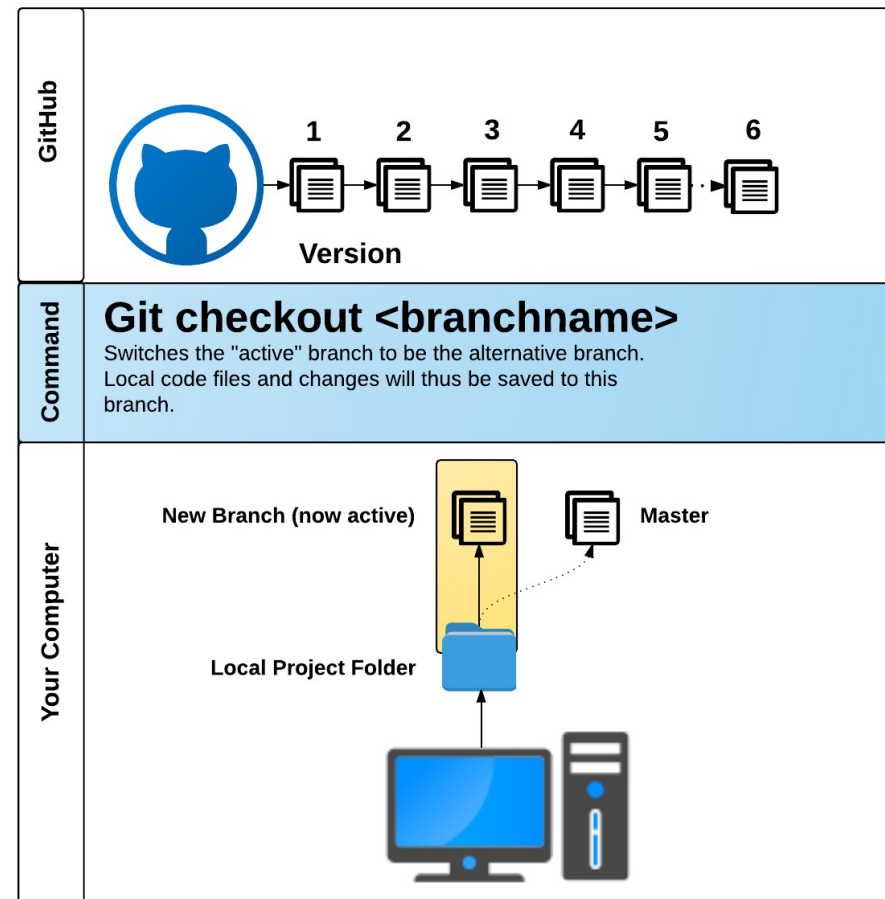 GitHub
1 2 3 4 5 6
Version
Command
Git checkout <branchname>
Switches the "active" branch to be the alternative branch.
Local code files and changes will thus be saved to this
branch.
Your Computer
New Branch (now active)
Master
Local Project Folder